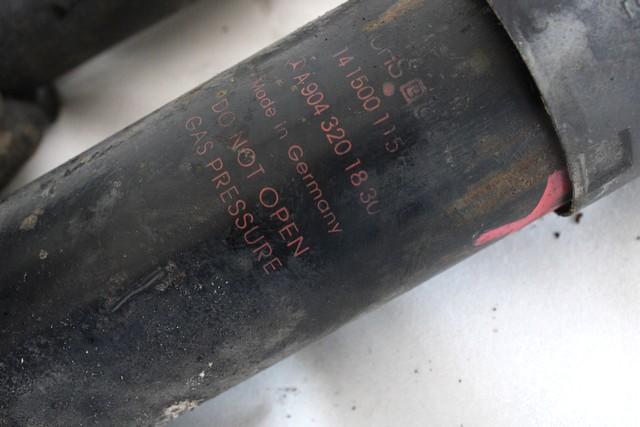 14 1500 115
A 904 320 18 30
Made in Germany
DO NOT OPEN
GAS PRESSURE